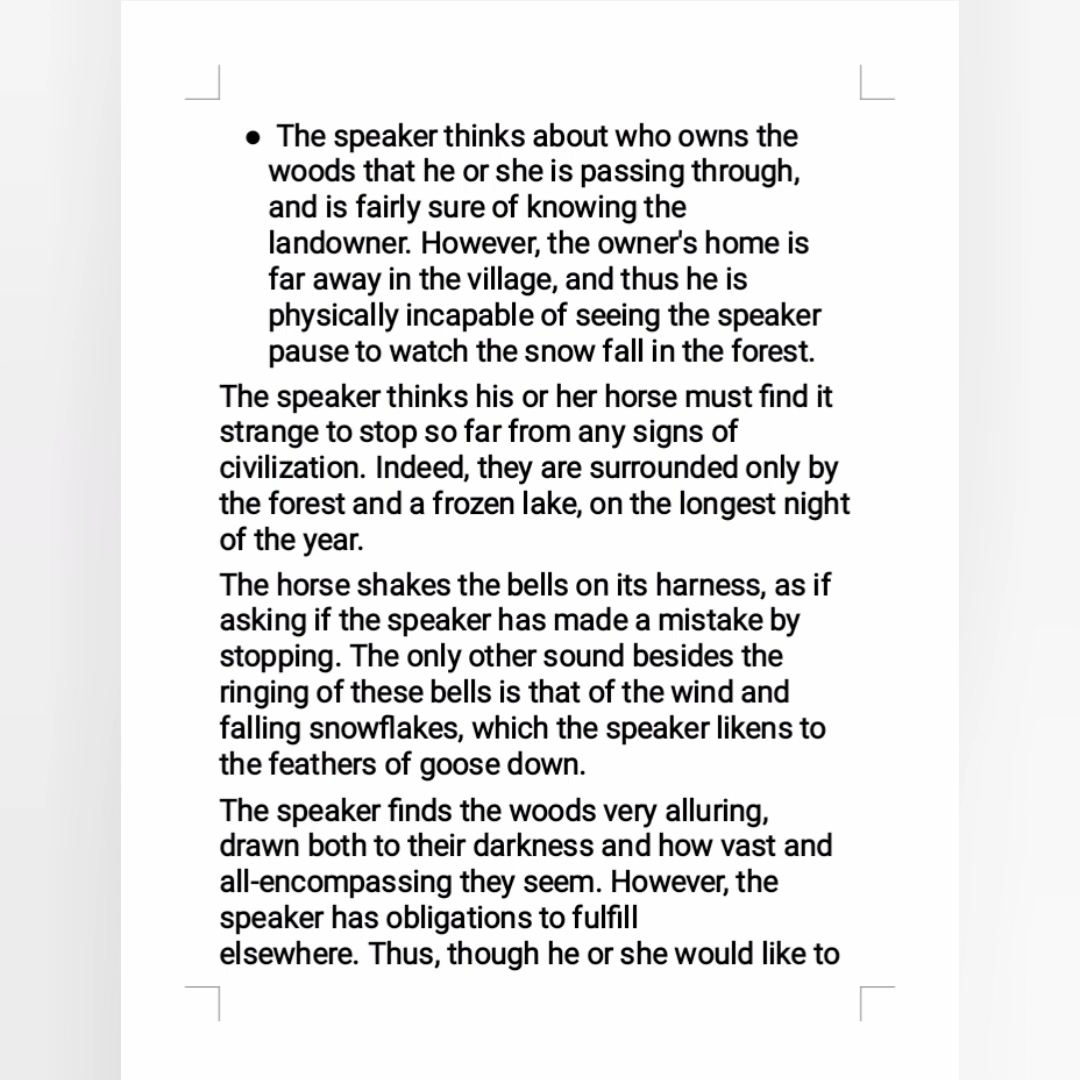 ● The speaker thinks about who owns the
woods that he or she is passing through,
and is fairly sure of knowing the
landowner. However, the owner's home is
far away in the village, and thus he is
physically incapable of seeing the speaker
pause to watch the snow fall in the forest.
The speaker thinks his or her horse must find it
strange to stop so far from any signs of
civilization. Indeed, they are surrounded only by
the forest and a frozen lake, on the longest night
of the year.
The horse shakes the bells on its harness, as if
asking if the speaker has made a mistake by
stopping. The only other sound besides the
ringing of these bells is that of the wind and
falling snowflakes, which the speaker likens to
the feathers of goose down.
The speaker finds the woods very alluring,
drawn both to their darkness and how vast and
all-encompassing they seem. However, the
speaker has obligations to fulfill
elsewhere. Thus, though he or she would like to